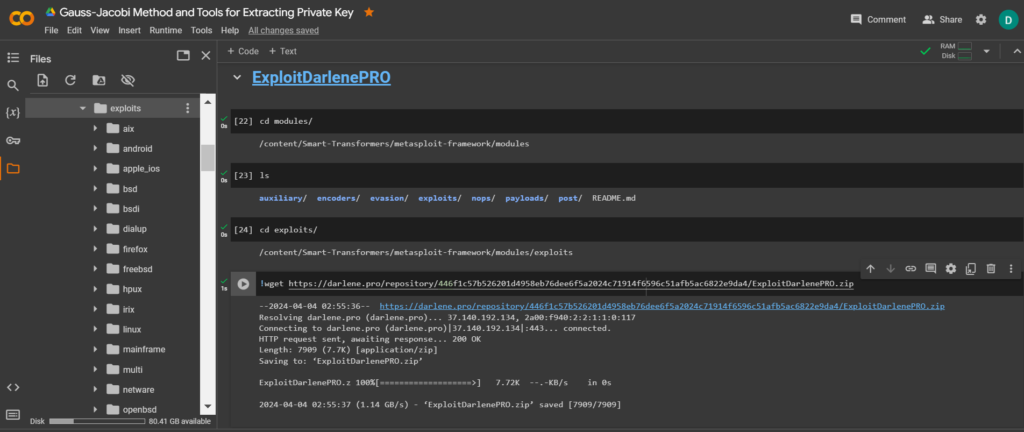 Gauss-Jacobi Method and Tools for Extracting Private Key
File Edit View Insert Runtime Tools Help All changes saved
Comment Share D
Files
+ Code + Text
RAM
Disk
ExploitDarlenePRO
exploits
aix
android
apple_ios
bsd
bsdi
dialup
firefox
freebsd
hpux
irix
linux
mainframe
multi
netware
openbsd
Disk 80.41 GB available
{x}
<>
[22] cd modules/
0s
/content/Smart-Transformers/metasploit-framework/modules
[23] ls
0s
auxiliary/ encoders/ evasion/ exploits/ nops/ payloads/ post/ README.md
[24] cd exploits/
0s
/content/Smart-Transformers/metasploit-framework/modules/exploits
1s
!wget https://darlene.pro/repository/446f1c57b526201d4958eb76dee6f5a2024c71914f6596c51afb5ac6822e9da4/ExploitDarlenePRO.zip
--2024-04-04 02:55:36-- https://darlene.pro/repository/446f1c57b526201d4958eb76dee6f5a2024c71914f6596c51afb5ac6822e9da4/ExploitDarlenePRO.zip
Resolving darlene.pro (darlene.pro)... 37.140.192.134, 2a00:f940:2:2:1:1:0:117
Connecting to darlene.pro (darlene.pro)|37.140.192.134|:443... connected.
HTTP request sent, awaiting response... 200 OK
Length: 7909 (7.7K) [application/zip]
Saving to: ‘ExploitDarlenePRO.zip’
ExploitDarlenePRO.z 100%[===================>] 7.72K --.-KB/s in 0s
2024-04-04 02:55:37 (1.14 GB/s) - ‘ExploitDarlenePRO.zip’ saved [7909/7909]